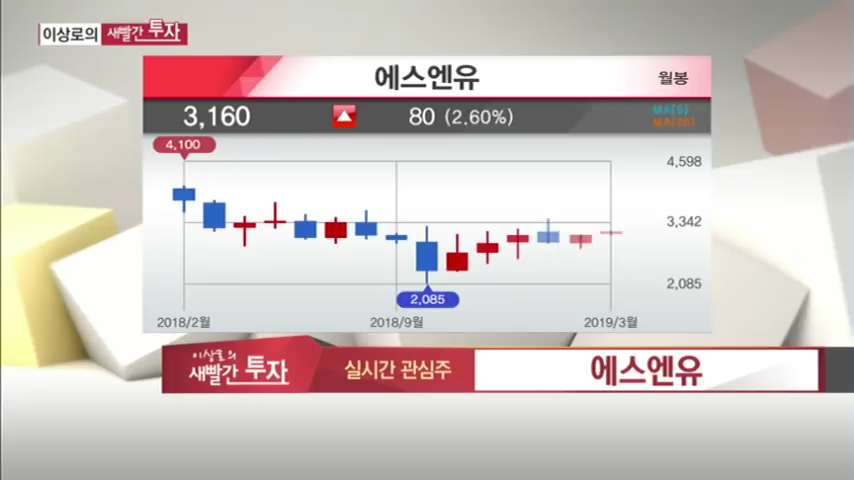 이상로의 새빨간 투자
에스엔유
월봉
3,160 80 (2.60%)
MA(5)
4,100
4,598
3,342
2,085
2,085
2018/2월 2018/9월 2019/3월
이상로의
새빨간 투자
실시간 관심주
에스엔유